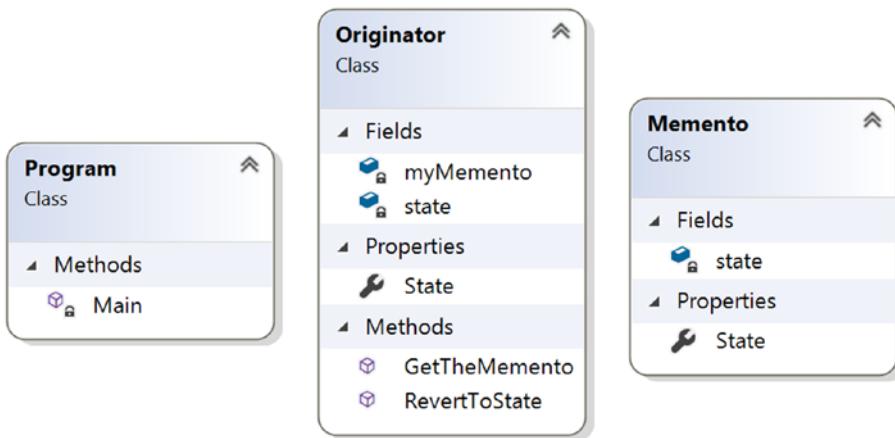 Program
Class
Methods
Main
Originator
Class
Fields
myMemento
state
Properties
State
Methods
GetTheMemento
RevertToState
Memento
Class
Fields
state
Properties
State